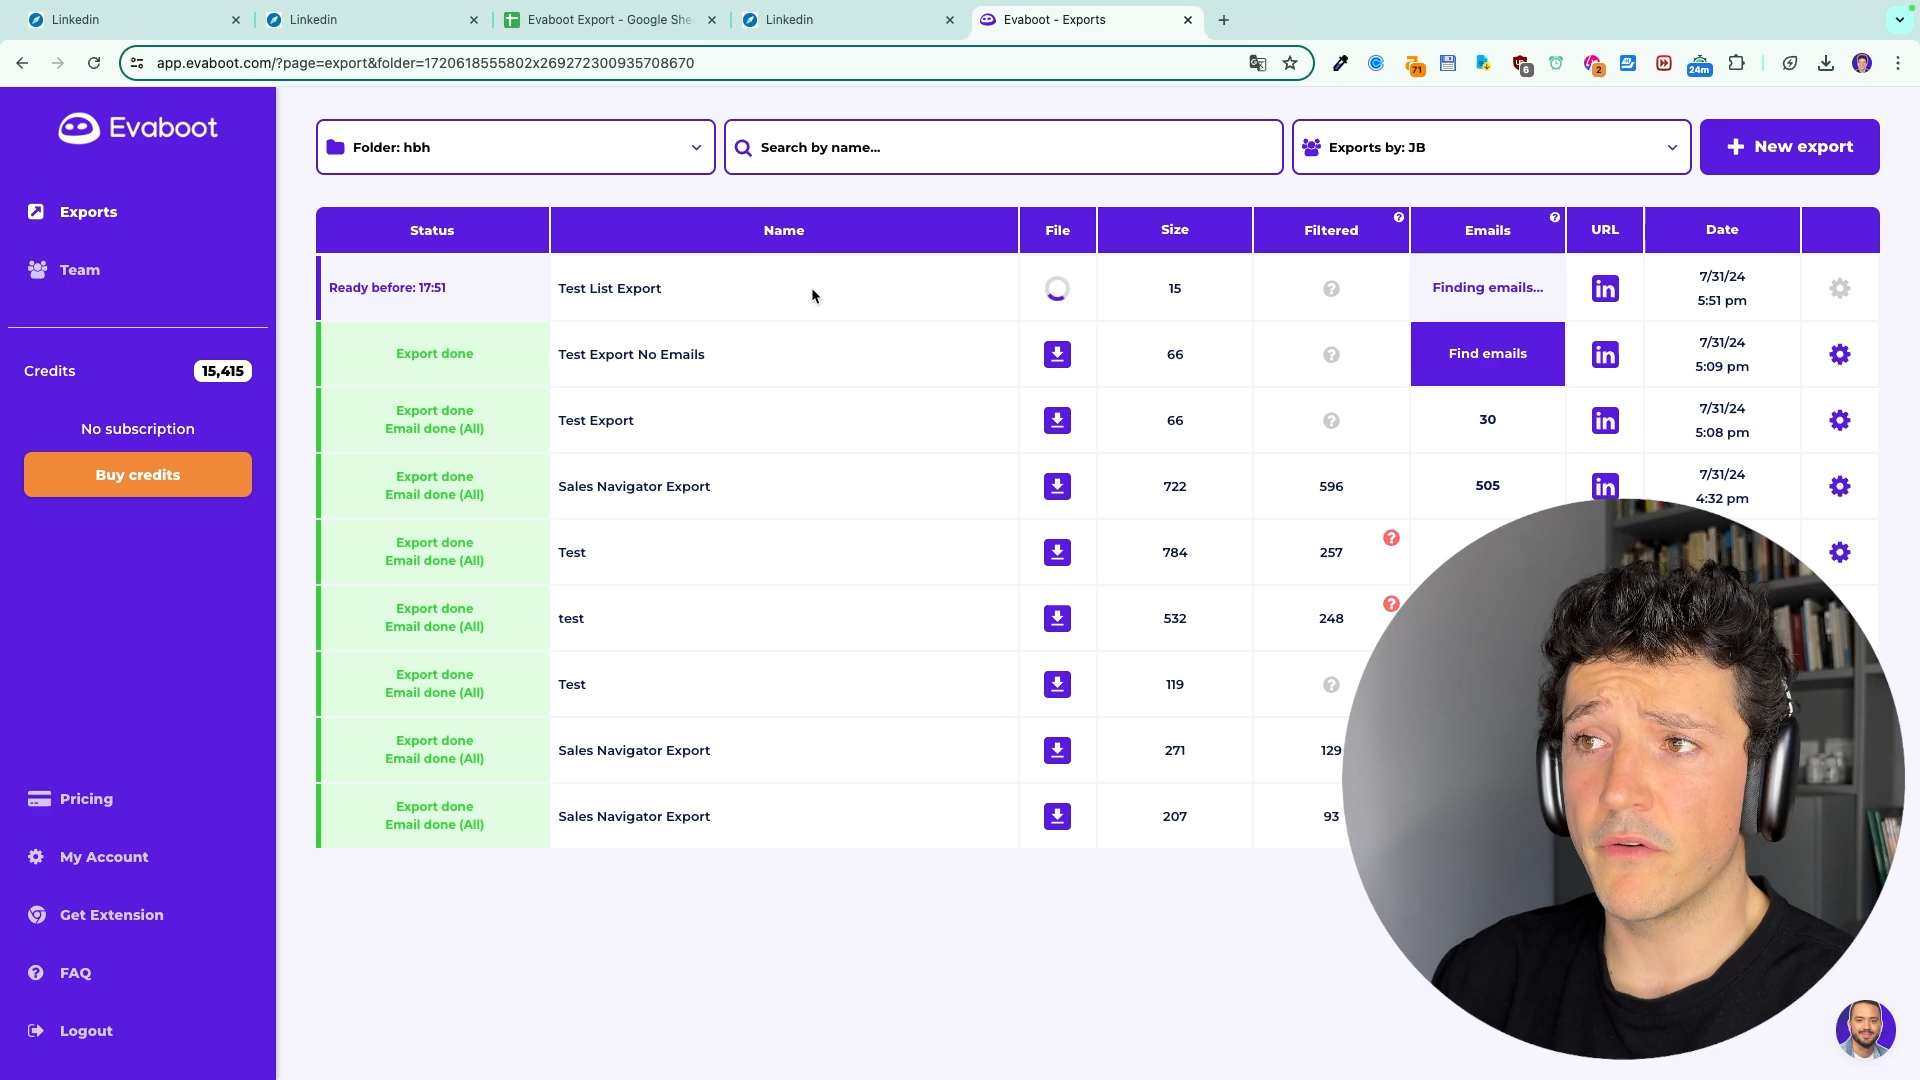 Linkedin
Linkedin
Evaboot Export - Google She
Linkedin
Evaboot - Exports
app.evaboot.com/?page=export&folder=1720618555802x269272300935708670
71
6
2
24m
Evaboot
Folder: hbh
Search by name...
Exports by: JB
New export
Exports
Team
Credits
15,415
No subscription
Buy credits
Pricing
My Account
Get Extension
FAQ
Logout
Status
Name
File
Size
Filtered
Emails
URL
Date
Ready before: 17:51
Test List Export
15
Finding emails...
7/31/24
5:51 pm
Export done
Test Export No Emails
66
Find emails
7/31/24
5:09 pm
Export done
Email done (All)
Test Export
66
30
7/31/24
5:08 pm
Export done
Email done (All)
Sales Navigator Export
722
596
505
7/31/24
4:32 pm
Export done
Email done (All)
Test
784
257
Export done
Email done (All)
test
532
248
Export done
Email done (All)
Test
119
Export done
Email done (All)
Sales Navigator Export
271
129
Export done
Email done (All)
Sales Navigator Export
207
93